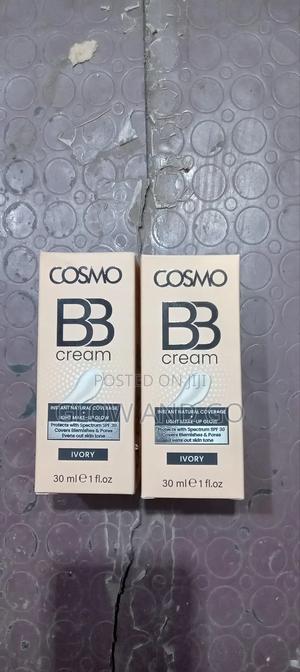 COSMO
BB
cream
INSTANT NATURAL COVERAGE
LIGHT MAKE-UP GLOW
Protects with Spectrum SPF 30
Covers Blemishes & Pores
Evens out skin tone
IVORY
30 ml e 1 fl.oz
COSMO
BB
cream
INSTANT NATURAL COVERAGE
LIGHT MAKE-UP GLOW
Protects with Spectrum SPF 30
Covers Blemishes & Pores
Evens out skin tone
IVORY
30 ml e 1 fl.oz
POSTED ON JIJI